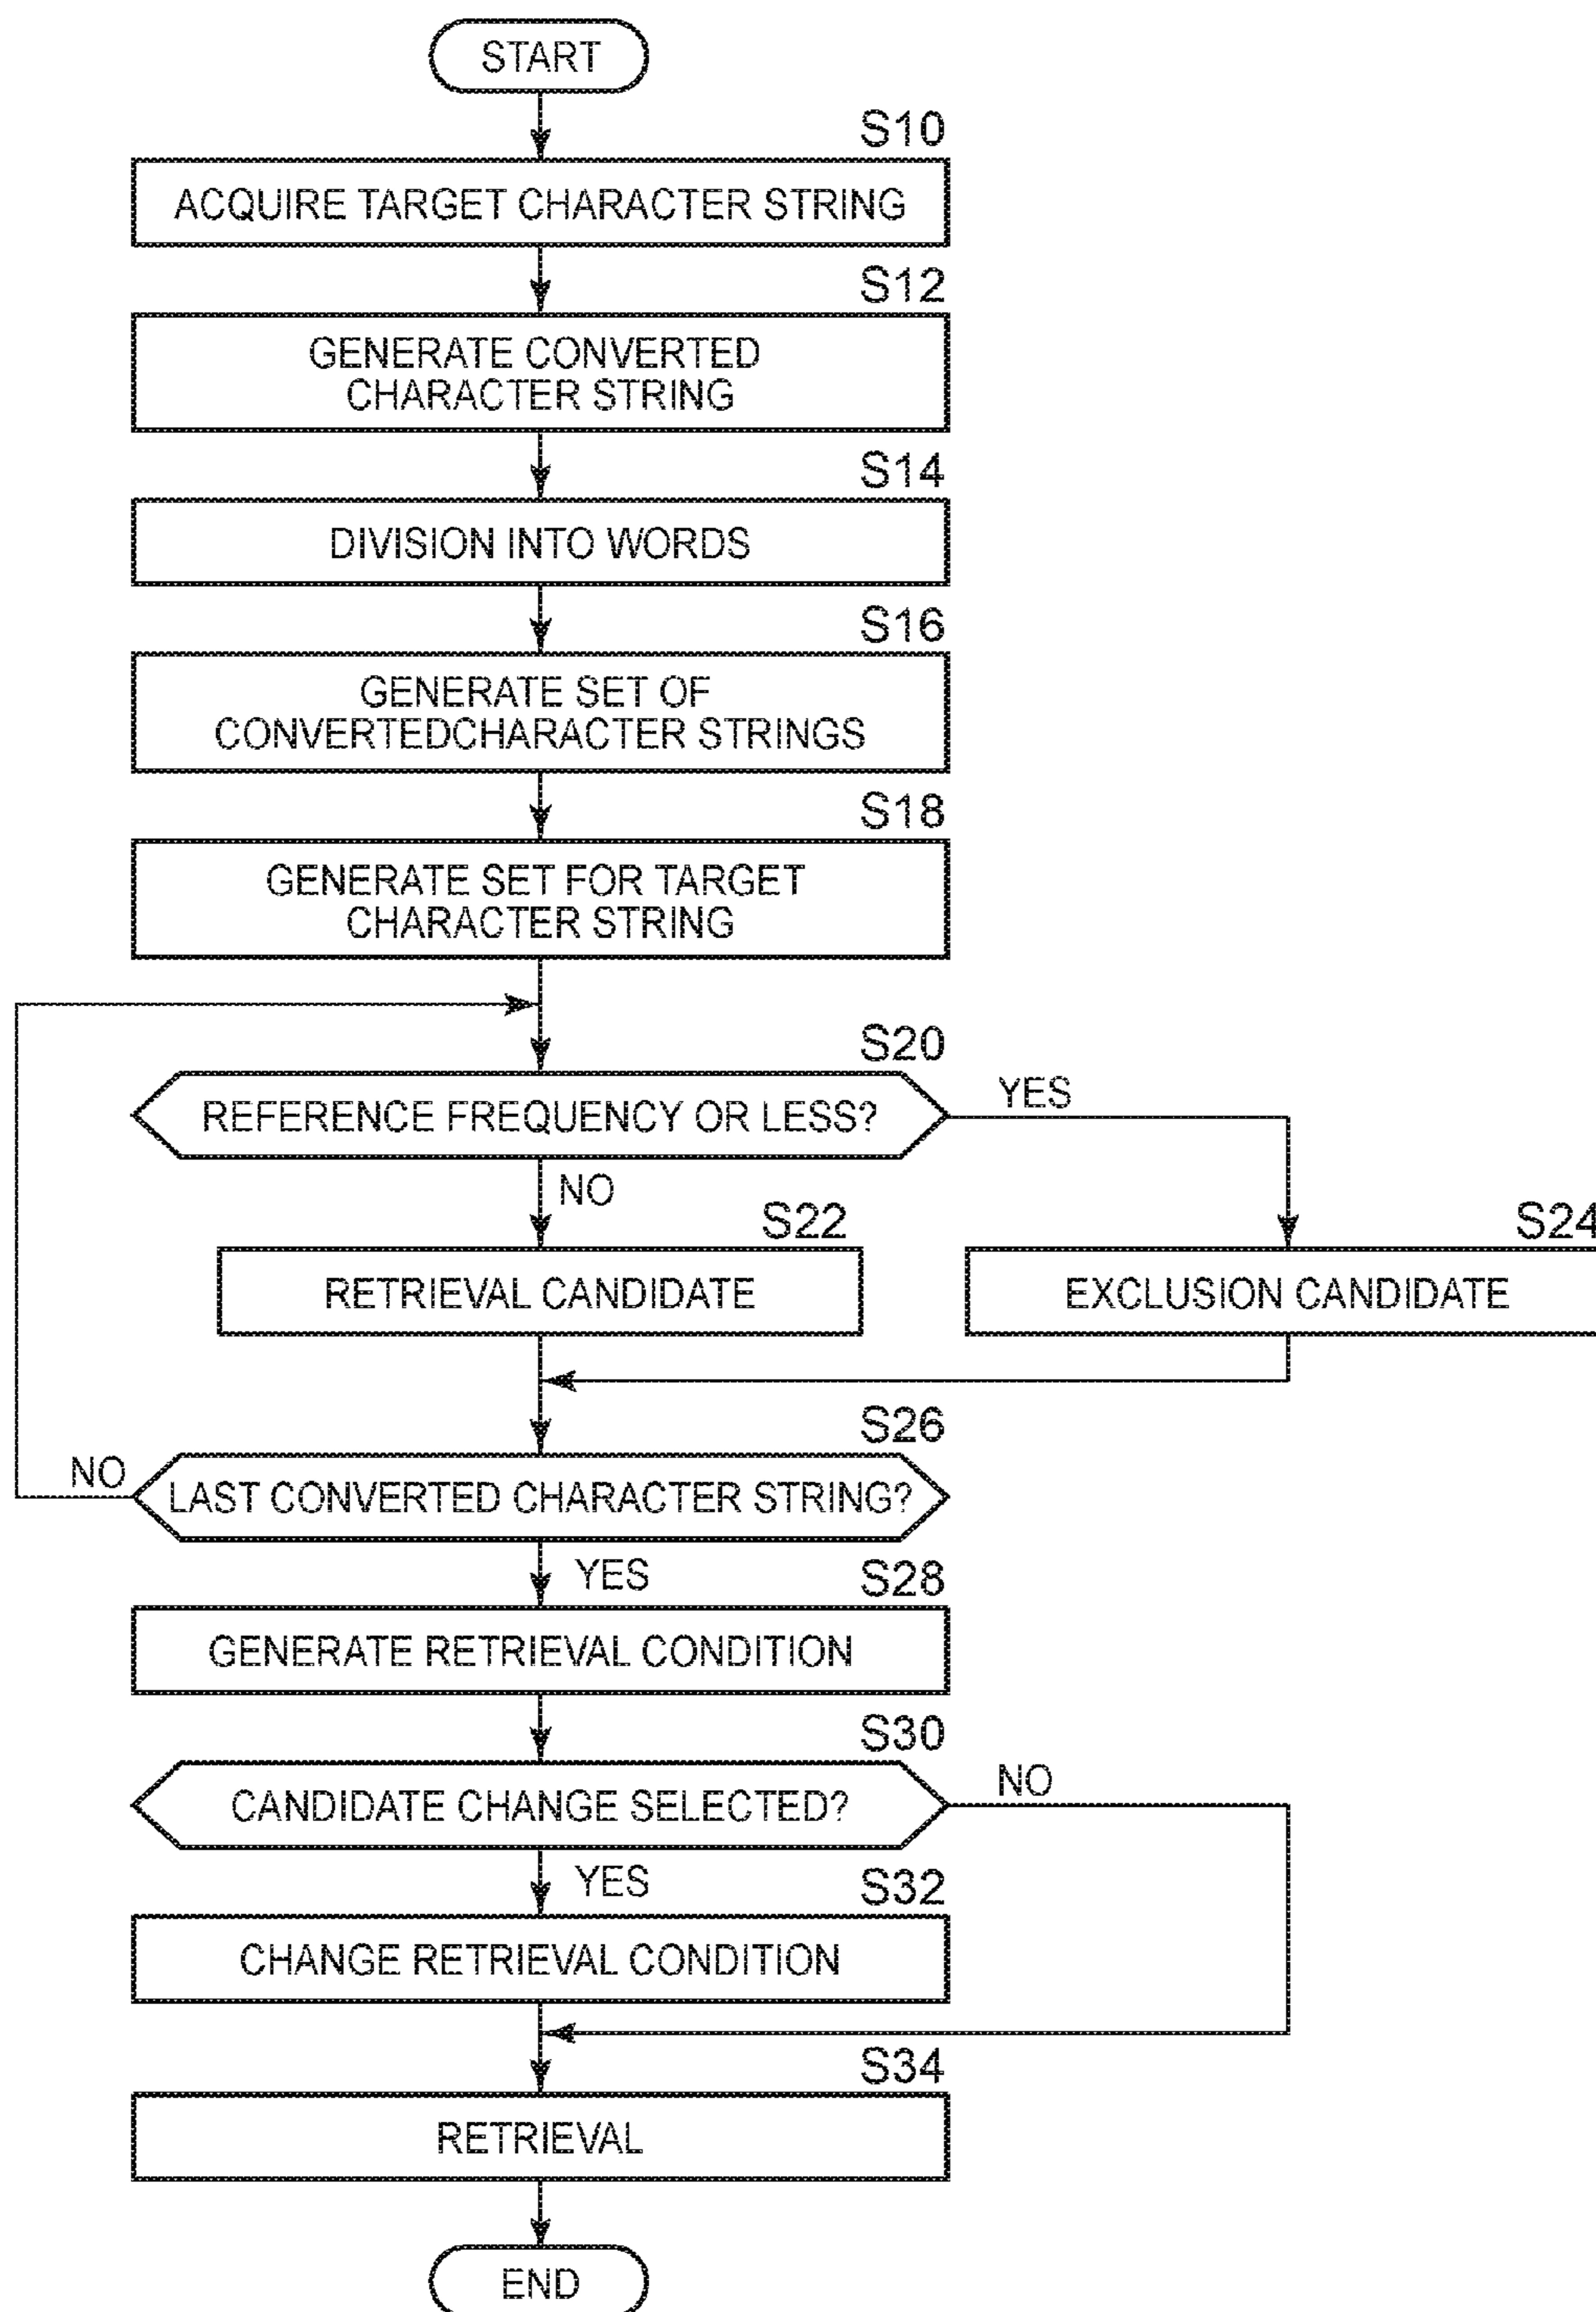 START
S10
ACQUIRE TARGET CHARACTER STRING
S12
GENERATE CONVERTED
CHARACTER STRING
S14
DIVISION INTO WORDS
S16
GENERATE SET OF
CONVERTEDCHARACTER STRINGS
S18
GENERATE SET FOR TARGET
CHARACTER STRING
S20
REFERENCE FREQUENCY OR LESS?
YES
NO
S22
S24
RETRIEVAL CANDIDATE
EXCLUSION CANDIDATE
S26
NO
LAST CONVERTED CHARACTER STRING?
YES
S28
GENERATE RETRIEVAL CONDITION
S30
CANDIDATE CHANGE SELECTED?
NO
YES
S32
CHANGE RETRIEVAL CONDITION
S34
RETRIEVAL
END